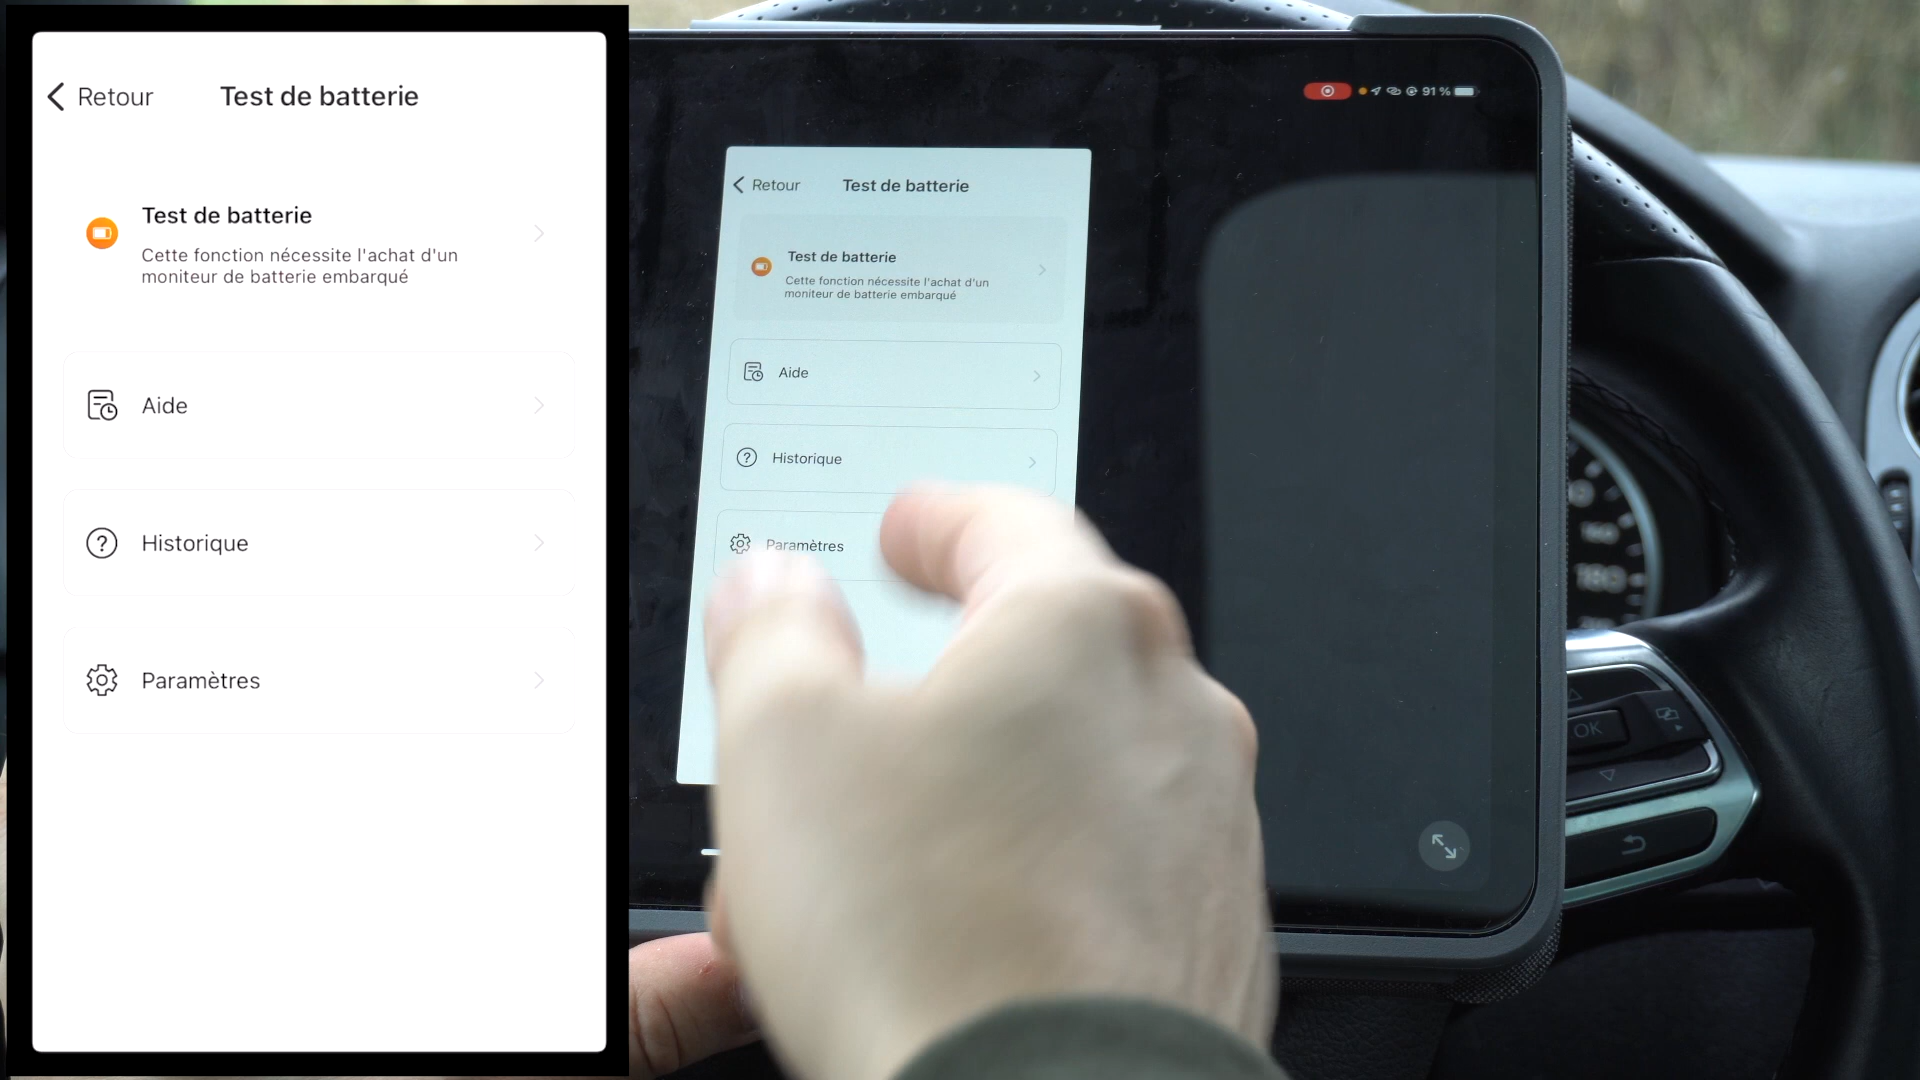 Retour
Test de batterie
Test de batterie
Cette fonction nécessite l'achat d'un
moniteur de batterie embarqué
Aide
Historique
Paramètres
91 %
Retour
Test de batterie
Test de batterie
Cette fonction nécessite l'achat d'un
moniteur de batterie embarqué
Aide
Historique
Paramètres
180
OK